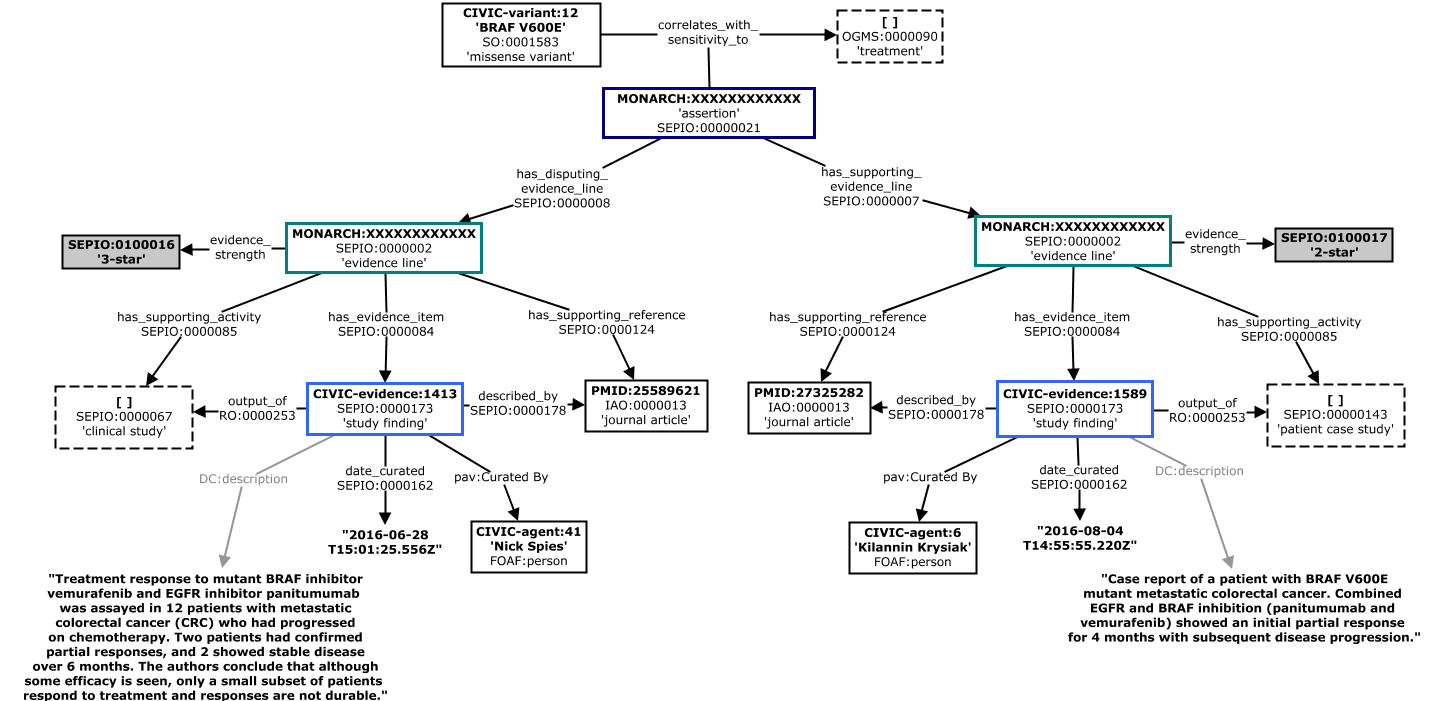 CIVIC-variant:12
'BRAF V600E'
SO:0001583
'missense variant'
correlates_with_
sensitivity_to
[ ]
OGMS:0000090
'treatment'
MONARCH:XXXXXXXXXXXX
'assertion'
SEPIO:00000021
has_disputing_
evidence_line
SEPIO:0000008
has_supporting_
evidence_line
SEPIO:0000007
SEPIO:0100016
'3-star'
evidence_
strength
MONARCH:XXXXXXXXXXXX
SEPIO:0000002
'evidence line'
MONARCH:XXXXXXXXXXXX
SEPIO:0000002
'evidence line'
evidence_
strength
SEPIO:0100017
'2-star'
has_supporting_activity
SEPIO:0000085
has_evidence_item
SEPIO:0000084
has_supporting_reference
SEPIO:0000124
has_supporting_reference
SEPIO:0000124
has_evidence_item
SEPIO:0000084
has_supporting_activity
SEPIO:0000085
[ ]
SEPIO:0000067
'clinical study'
output_of
RO:0000253
CIVIC-evidence:1413
SEPIO:0000173
'study finding'
described_by
SEPIO:0000178
PMID:25589621
IAO:0000013
'journal article'
PMID:27325282
IAO:0000013
'journal article'
described_by
SEPIO:0000178
CIVIC-evidence:1589
SEPIO:0000173
'study finding'
output_of
RO:0000253
[ ]
SEPIO:00000143
'patient case study'
DC:description
date_curated
SEPIO:0000162
pav:Curated By
pav:Curated By
date_curated
SEPIO:0000162
DC:description
"2016-06-28
T15:01:25.556Z"
CIVIC-agent:41
'Nick Spies'
FOAF:person
CIVIC-agent:6
'Kilannin Krysiak'
FOAF:person
"2016-08-04
T14:55:55.220Z"
"Treatment response to mutant BRAF inhibitor
vemurafenib and EGFR inhibitor panitumumab
was assayed in 12 patients with metastatic
colorectal cancer (CRC) who had progressed
on chemotherapy. Two patients had confirmed
partial responses, and 2 showed stable disease
over 6 months. The authors conclude that although
some efficacy is seen, only a small subset of patients
respond to treatment and responses are not durable."
"Case report of a patient with BRAF V600E
mutant metastatic colorectal cancer. Combined
EGFR and BRAF inhibition (panitumumab and
vemurafenib) showed an initial partial response
for 4 months with subsequent disease progression."